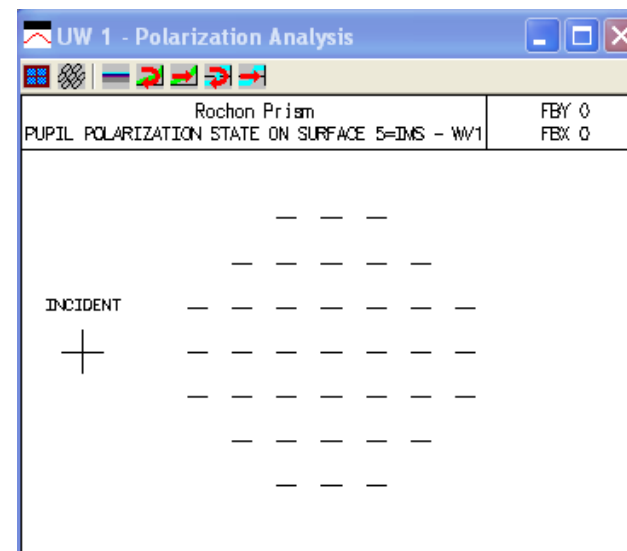 UW 1 - Polarization Analysis
Rochon Prism
PUPIL POLARIZATION STATE ON SURFACE 5=IMS - WV1
FBY 0
FBX 0
INCIDENT